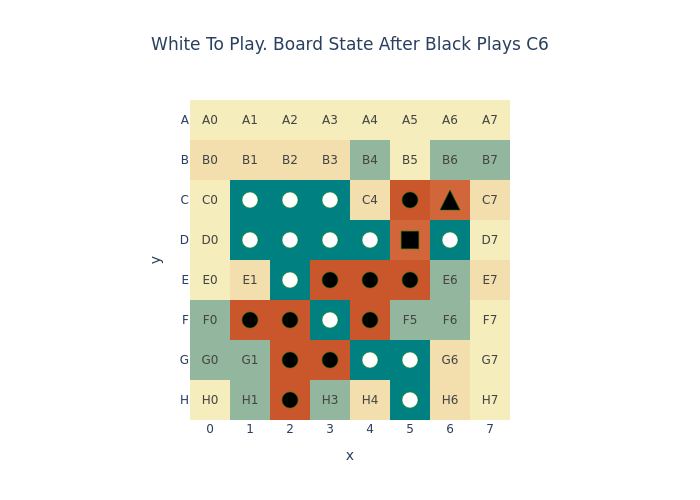 White To Play. Board State After Black Plays C6
A A0 A1 A2 A3 A4 A5 A6 A7
B B0 B1 B2 B3 B4 B5 B6 B7
C C0 C4 C7
D D0 D7
E E0 E1 E6 E7
F F0 F5 F6 F7
G G0 G1 G6 G7
H H0 H1 H3 H4 H6 H7
0 1 2 3 4 5 6 7
x
y